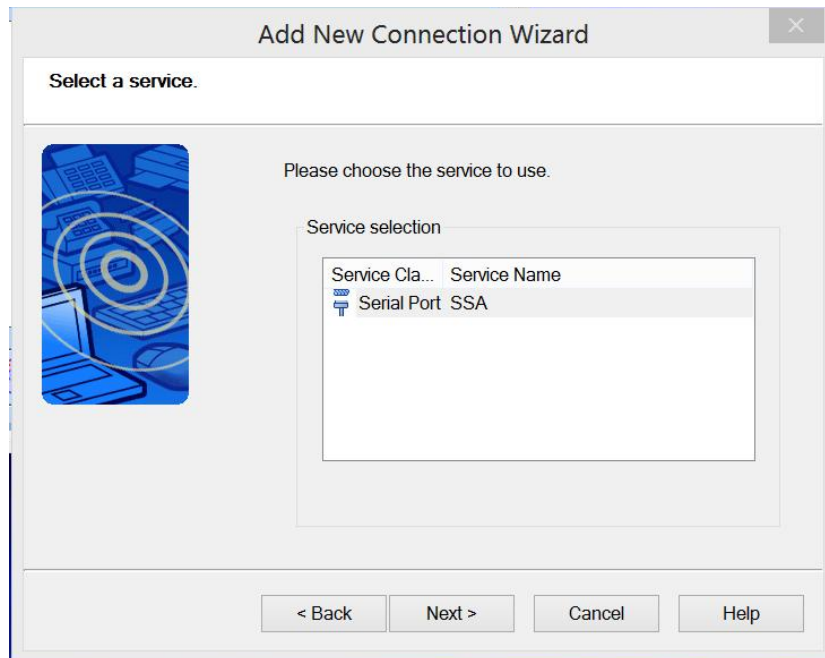 Add New Connection Wizard
Select a service.
Please choose the service to use.
Service selection
Service Cla... Service Name
Serial Port SSA
< Back Next > Cancel Help